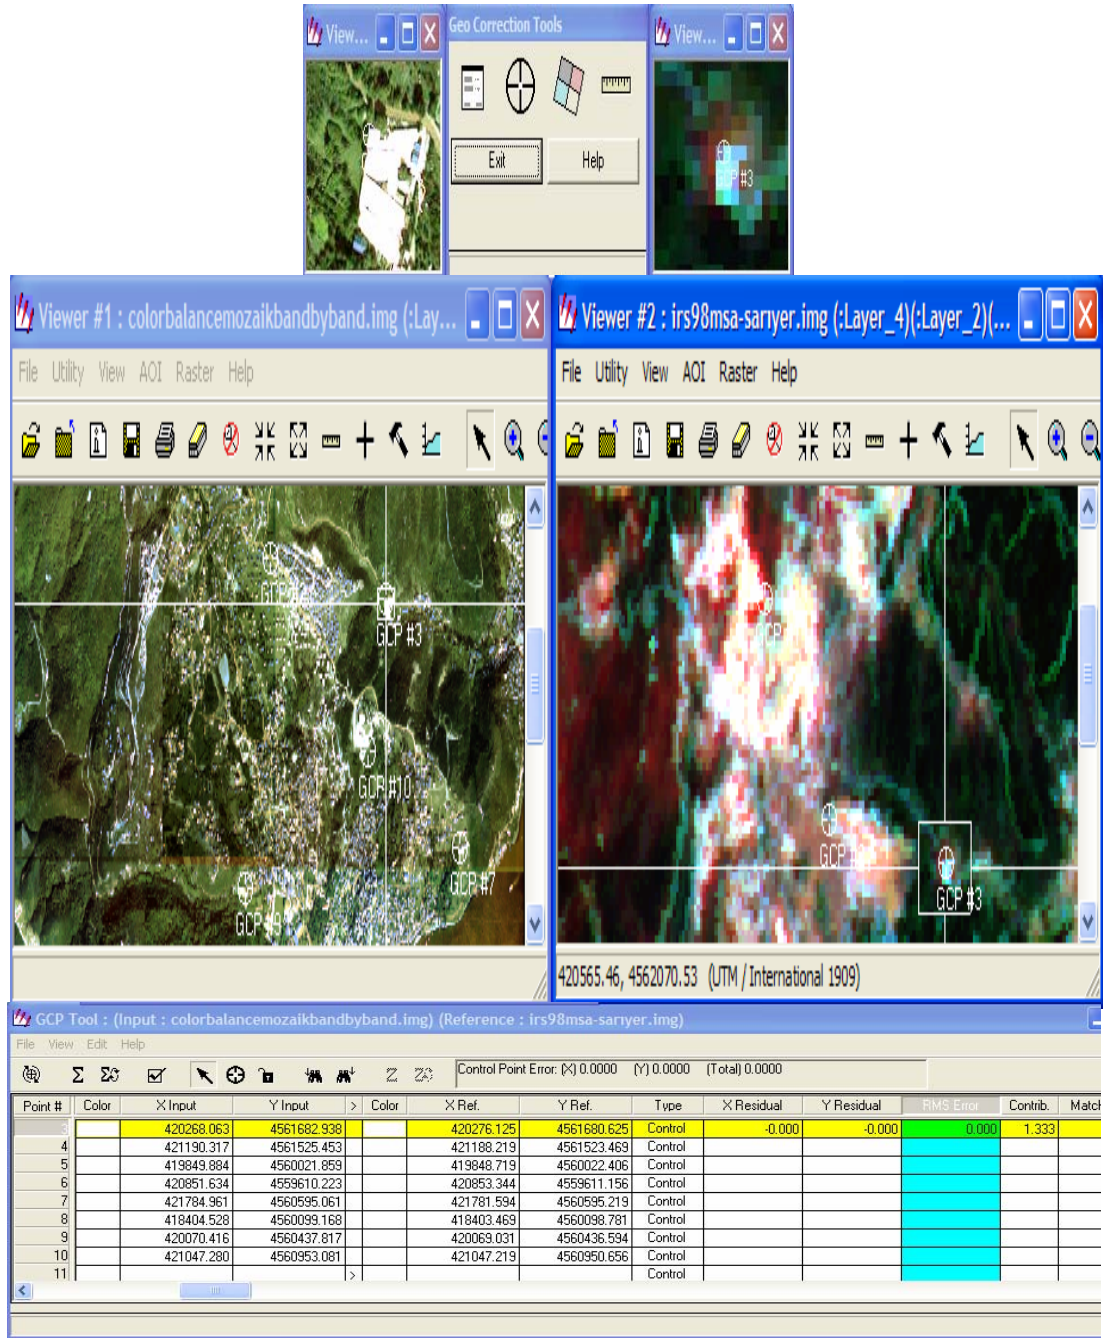 View...
Geo Correction Tools
View...
Exit
Help
GCP #3
Viewer #1 : colorbalancemozaikbandbyband.img (:Lay...
File Utility View AOI Raster Help
GCP #3
GCP #10
GCP #7
GCP #9
Viewer #2 : irs98msa-sarıyer.img (:Layer_4)(:Layer_2)(...
File Utility View AOI Raster Help
GCP
GCP
GCP #3
420565.46, 4562070.53 (UTM / International 1909)
GCP Tool : (Input : colorbalancemozaikbandbyband.img) (Reference : irs98msa-sarıyer.img)
File View Edit Help
Control Point Error: (X) 0.0000 (Y) 0.0000 (Total) 0.0000
Point # Color X Input Y Input > Color X Ref. Y Ref. Type X Residual Y Residual RMS Error Contrib. Match
3 420268.063 4561682.938 420276.125 4561680.625 Control -0.000 -0.000 0.000 1.333
4 421190.317 4561525.453 421188.219 4561523.469 Control
5 419849.884 4560021.859 419848.719 4560022.406 Control
6 420851.634 4559610.223 420853.344 4559611.156 Control
7 421784.961 4560595.061 421781.594 4560595.219 Control
8 418404.528 4560099.168 418403.469 4560098.781 Control
9 420070.416 4560437.817 420069.031 4560436.594 Control
10 421047.280 4560953.081 421047.219 4560950.656 Control
11 > Control